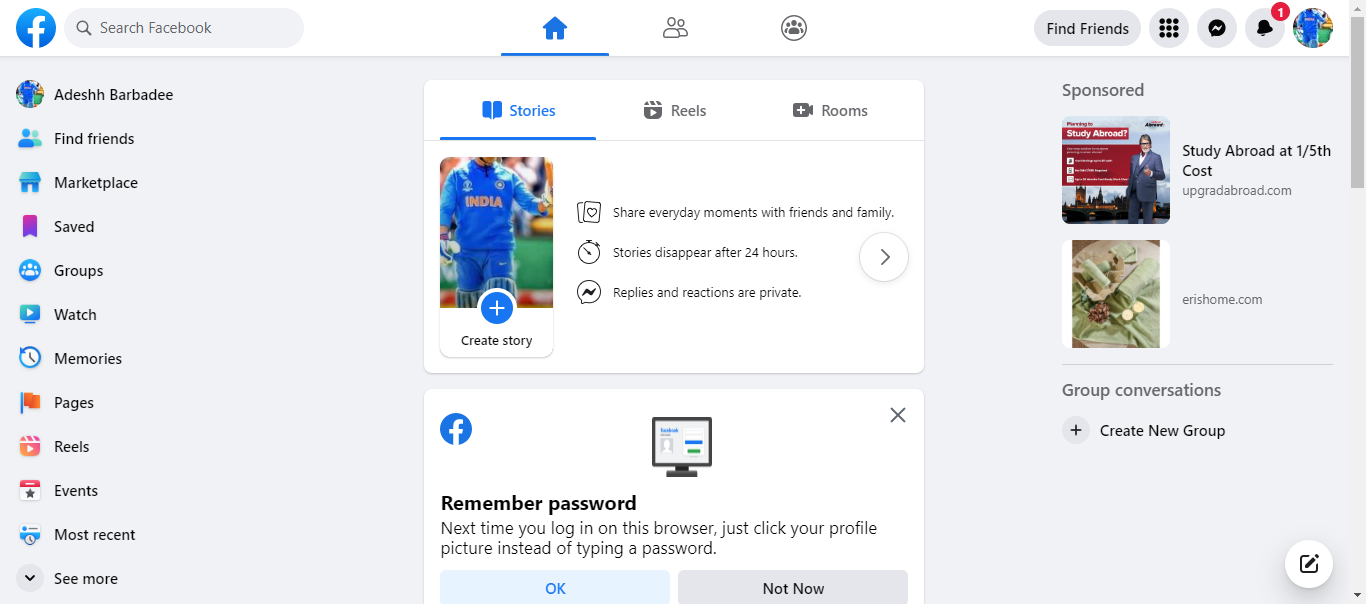 Search Facebook
Find Friends
1
Adeshh Barbadee
Find friends
Marketplace
Saved
Groups
Watch
Memories
Pages
Reels
Events
Most recent
See more
Stories
Reels
Rooms
INDIA
Create story
Share everyday moments with friends and family.
Stories disappear after 24 hours.
Replies and reactions are private.
facebook
Remember password
Next time you log in on this browser, just click your profile
picture instead of typing a password.
OK
Not Now
Sponsored
Planning to
Study Abroad?
Abroad
Study Abroad at 1/5th
Cost
upgradabroad.com
erishome.com
Group conversations
Create New Group